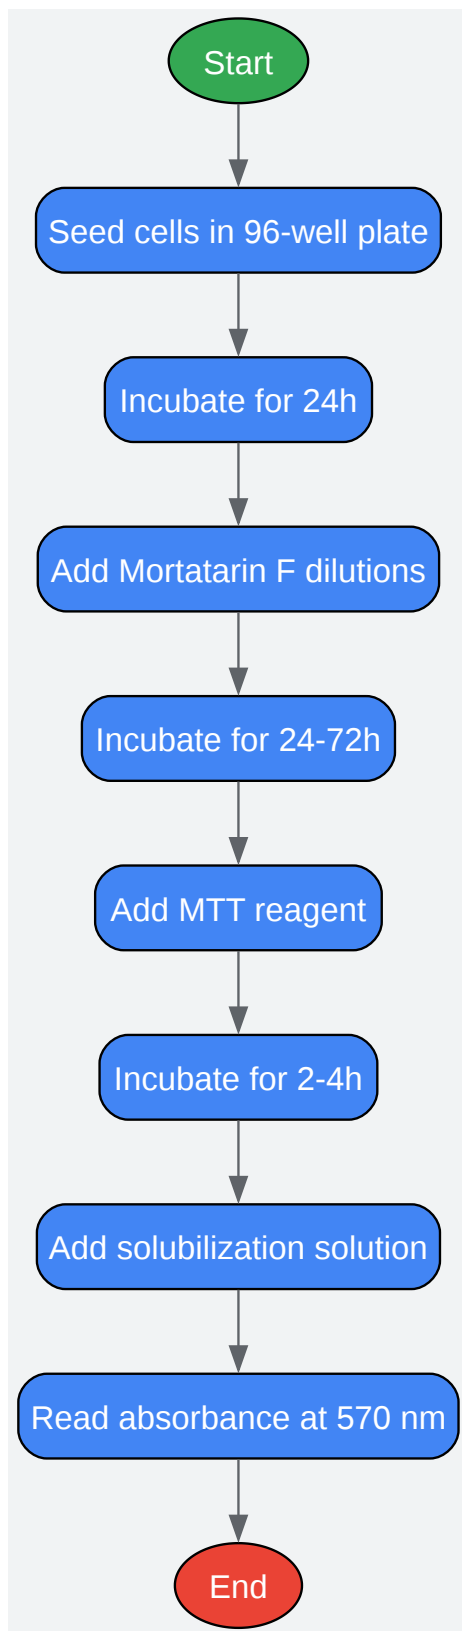 Start
Seed cells in 96-well plate
Incubate for 24h
Add Mortatarin F dilutions
Incubate for 24-72h
Add MTT reagent
Incubate for 2-4h
Add solubilization solution
Read absorbance at 570 nm
End